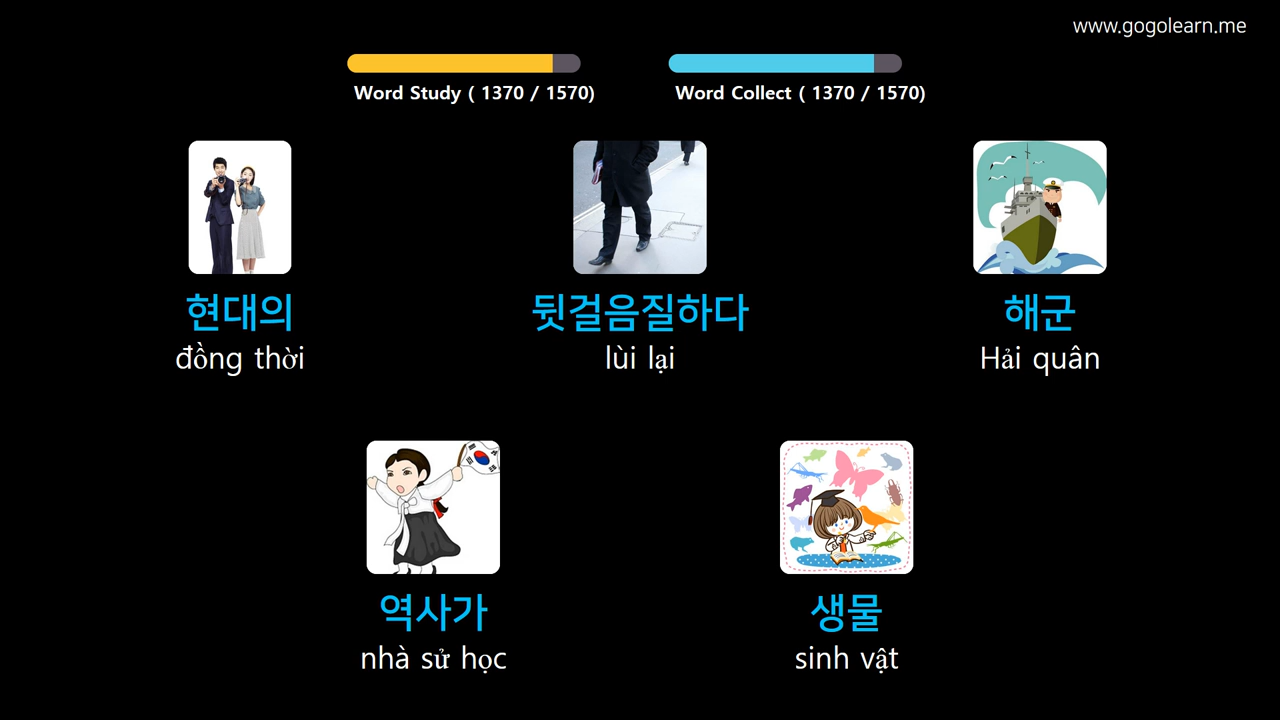 www.gogolearn.me
Word Study ( 1370 / 1570)
Word Collect ( 1370 / 1570)
현대의
뒷걸음질하다
해군
đồng thời
lùi lại
Hải quân
역사가
생물
nhà sử học
sinh vật